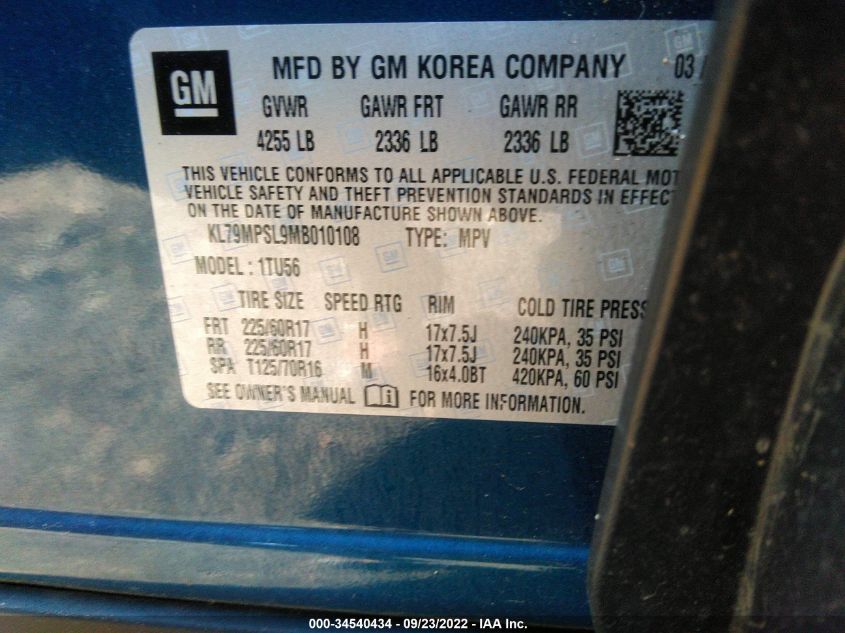 GM
MFD BY GM KOREA COMPANY 03 /
GVWR GAWR FRT GAWR RR
4255 LB 2336 LB 2336 LB
THIS VEHICLE CONFORMS TO ALL APPLICABLE U.S. FEDERAL MOT
VEHICLE SAFETY AND THEFT PREVENTION STANDARDS IN EFFECT
ON THE DATE OF MANUFACTURE SHOWN ABOVE.
KL79MPSL9MB010108 TYPE: MPV
MODEL : 1TU56
TIRE SIZE SPEED RTG RIM COLD TIRE PRESS
FRT 225/60R17 H 17x7.5J 240KPA, 35 PSI
RR 225/60R17 H 17x7.5J 240KPA, 35 PSI
SPA T125/70R16 M 16x4.0BT 420KPA, 60 PSI
SEE OWNER'S MANUAL FOR MORE INFORMATION.
000-34540434 - 09/23/2022 - IAA Inc.